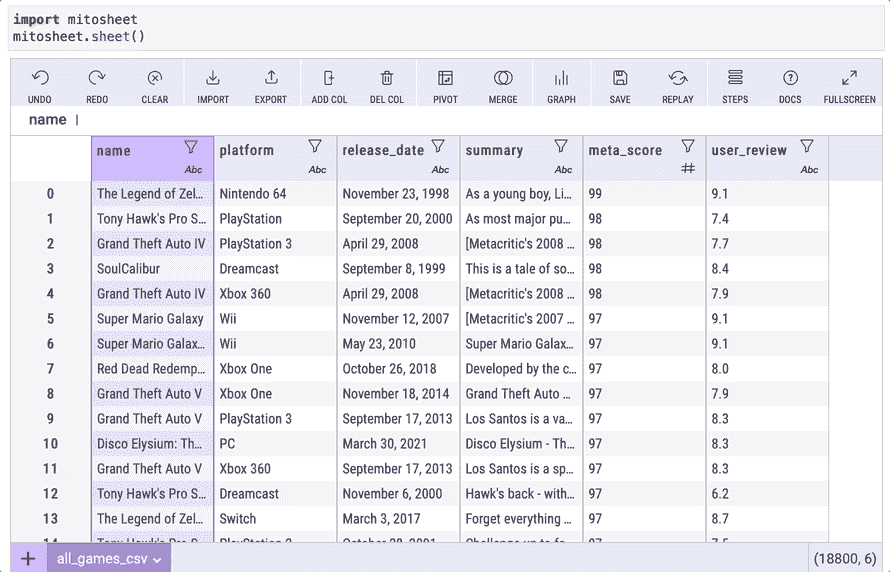 import mitosheet
mitosheet.sheet()
UNDO REDO CLEAR IMPORT EXPORT ADD COL DEL COL PIVOT MERGE GRAPH SAVE REPLAY STEPS DOCS FULLSCREEN
name |
name platform release_date summary meta_score user_review
Abc Abc Abc Abc # Abc
0 The Legend of Zel... Nintendo 64 November 23, 1998 As a young boy, Li... 99 9.1
1 Tony Hawk's Pro S... PlayStation September 20, 2000 As most major pu... 98 7.4
2 Grand Theft Auto IV PlayStation 3 April 29, 2008 [Metacritic's 2008 ... 98 7.7
3 SoulCalibur Dreamcast September 8, 1999 This is a tale of so... 98 8.4
4 Grand Theft Auto IV Xbox 360 April 29, 2008 [Metacritic's 2008 ... 98 7.9
5 Super Mario Galaxy Wii November 12, 2007 [Metacritic's 2007 ... 97 9.1
6 Super Mario Galax... Wii May 23, 2010 Super Mario Galax... 97 9.1
7 Red Dead Redemp... Xbox One October 26, 2018 Developed by the c... 97 8.0
8 Grand Theft Auto V Xbox One November 18, 2014 Grand Theft Auto ... 97 7.9
9 Grand Theft Auto V PlayStation 3 September 17, 2013 Los Santos is a va... 97 8.3
10 Disco Elysium: Th... PC March 30, 2021 Disco Elysium - Th... 97 8.3
11 Grand Theft Auto V Xbox 360 September 17, 2013 Los Santos is a sp... 97 8.3
12 Tony Hawk's Pro S... Dreamcast November 6, 2000 Hawk's back - with... 97 6.2
13 The Legend of Zel... Switch March 3, 2017 Forget everything ... 97 8.7
+ all_games_csv (18800, 6)